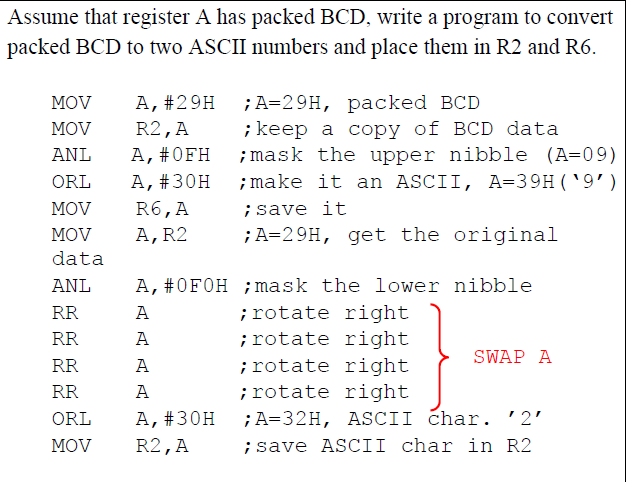 Assume that register A has packed BCD, write a program to convert
packed BCD to two ASCII numbers and place them in R2 and R6.
MOV A,#29H ;A=29H, packed BCD
MOV R2,A ;keep a copy of BCD data
ANL A,#0FH ;mask the upper nibble (A=09)
ORL A,#30H ;make it an ASCII, A=39H(‘9’)
MOV R6,A ;save it
MOV A,R2 ;A=29H, get the original
data
ANL A,#0F0H ;mask the lower nibble
RR A ;rotate right
RR A ;rotate right
RR A ;rotate right
RR A ;rotate right
SWAP A
ORL A,#30H ;A=32H, ASCII char. ’2’
MOV R2,A ;save ASCII char in R2